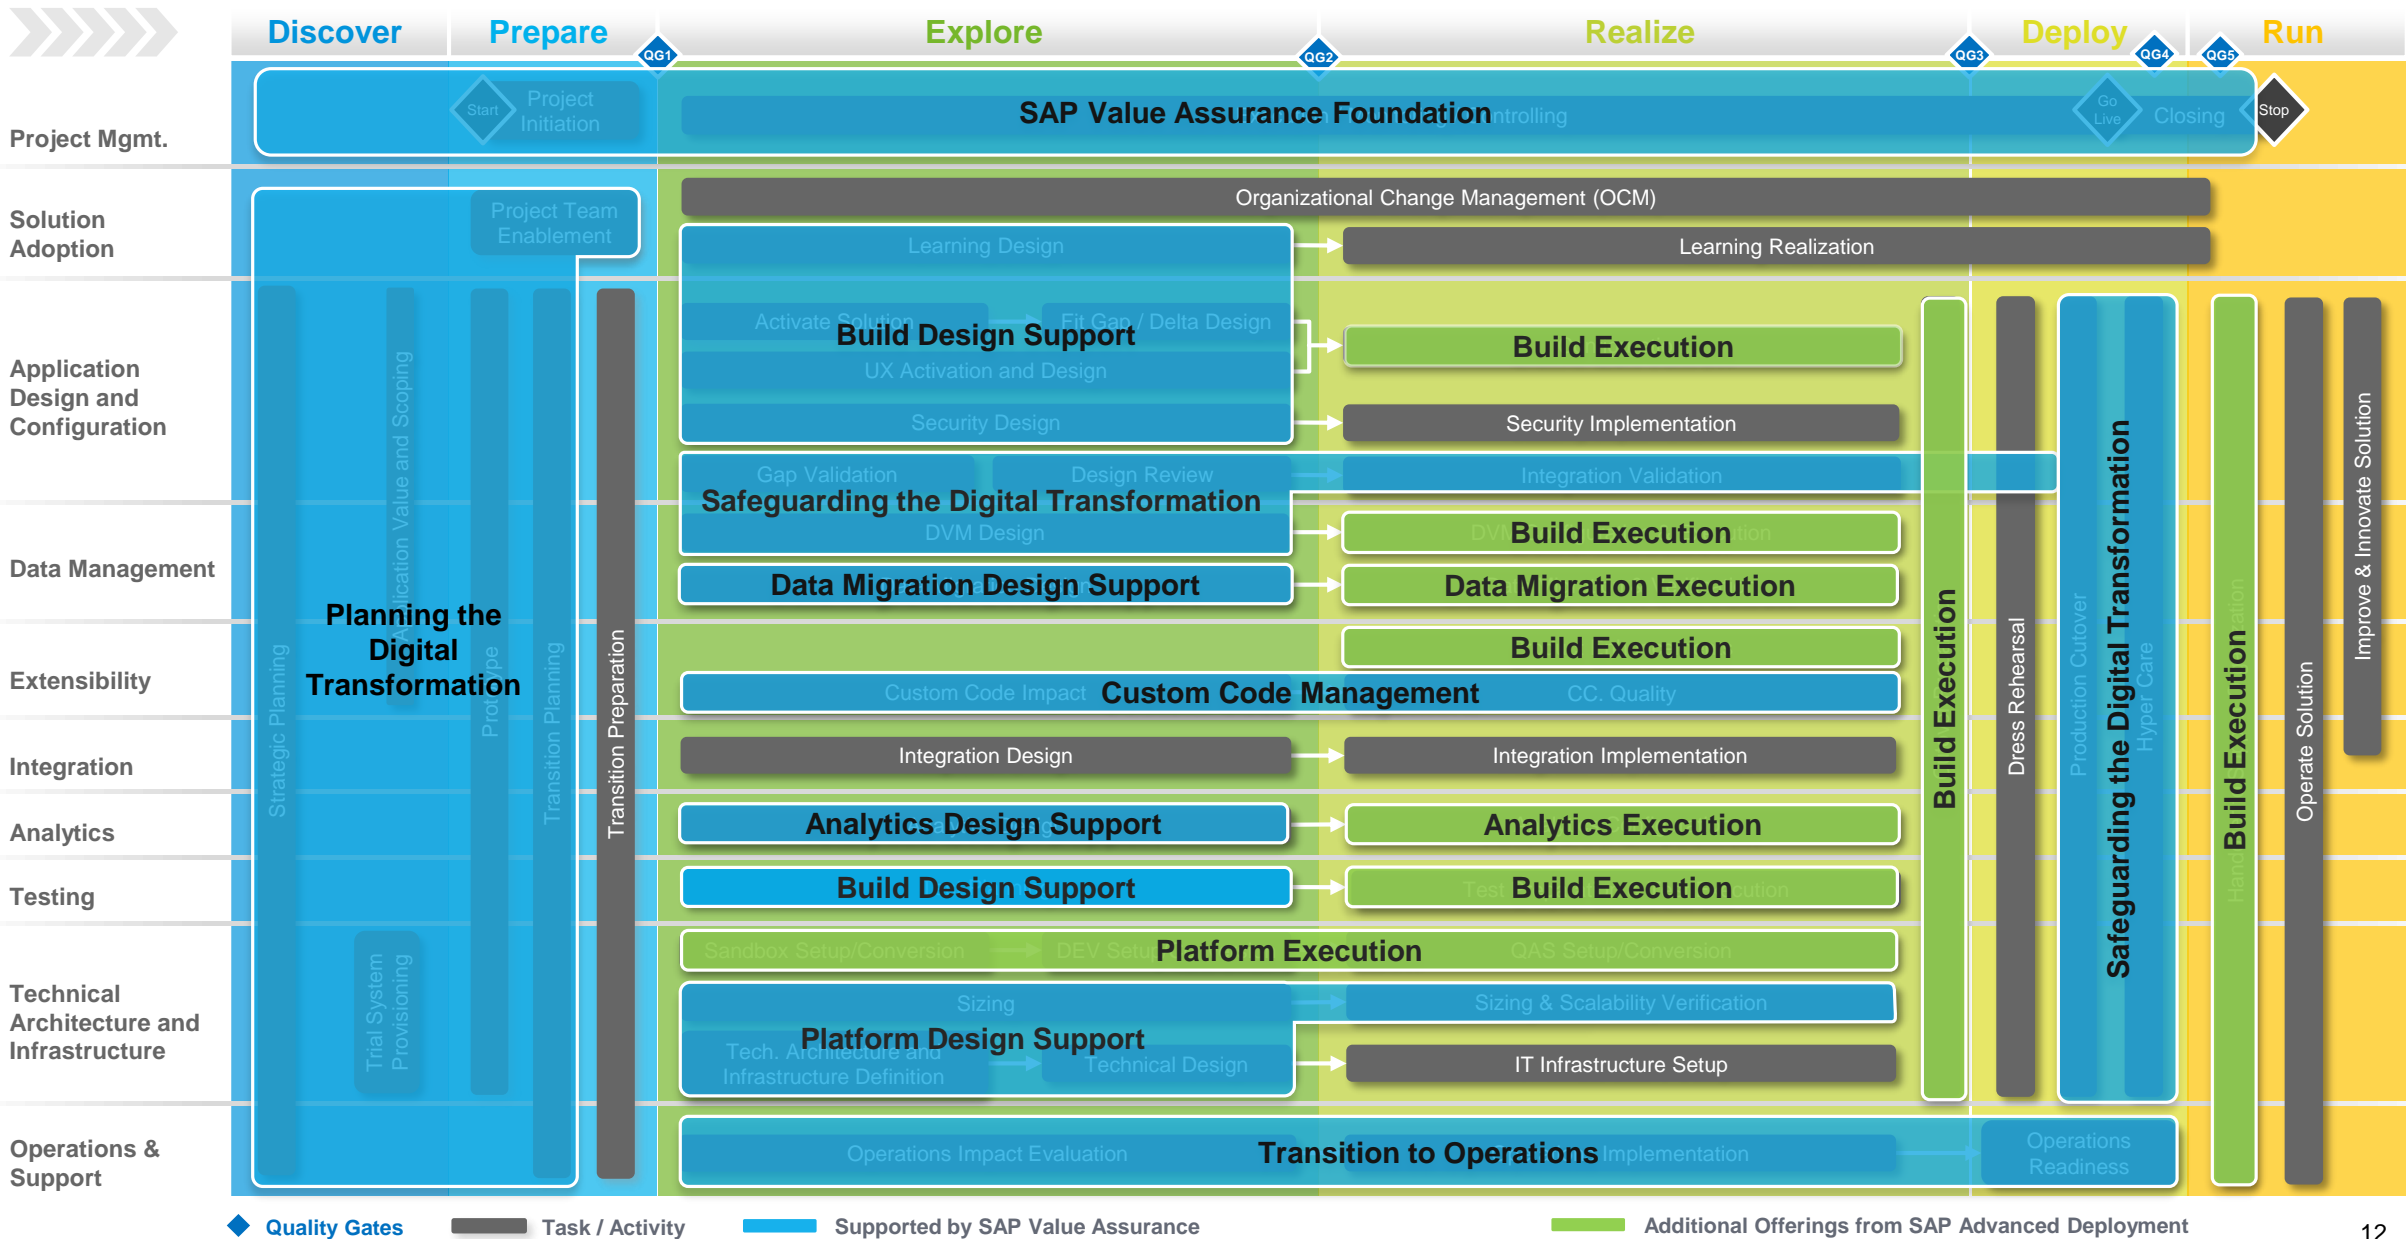 Discover
Prepare
Explore
Realize
Deploy
Run
QG1
QG2
QG3
QG4
QG5
Project Mgmt.
Start
Project
Initiation
SAP Value Assurance Foundation
Go
Live
Closing
Stop
Solution
Adoption
Project Team
Enablement
Organizational Change Management (OCM)
Learning Design
Learning Realization
Application
Design and
Configuration
Activate Solution
Fit Gap / Delta Design
Build Design Support
UX Activation and Design
Build Execution
Security Design
Security Implementation
Gap Validation
Design Review
Integration Validation
Safeguarding the Digital Transformation
Data Management
DVM Design
Build Execution
Data Migration Design Support
Data Migration Execution
Planning the
Digital
Transformation
Strategic Planning
Application Value and Scoping
Prototype
Transition Planning
Transition Preparation
Extensibility
Build Execution
Custom Code Impact
Custom Code Management
CC. Quality
Integration
Integration Design
Integration Implementation
Analytics
Analytics Design Support
Analytics Execution
Testing
Build Design Support
Build Execution
Build Execution
Dress Rehearsal
Production Cutover
Safeguarding the Digital Transformation
Hyper Care
Build Execution
Operate Solution
Improve & Innovate Solution
Technical
Architecture and
Infrastructure
Trial System
Provisioning
Sandbox Setup/Conversion
DEV Setup
Platform Execution
QAS Setup/Conversion
Sizing
Sizing & Scalability Verification
Platform Design Support
Tech. Architecture and
Infrastructure Definition
Technical Design
IT Infrastructure Setup
Operations &
Support
Operations Impact Evaluation
Transition to Operations
Implementation
Operations
Readiness
Quality Gates
Task / Activity
Supported by SAP Value Assurance
Additional Offerings from SAP Advanced Deployment
12